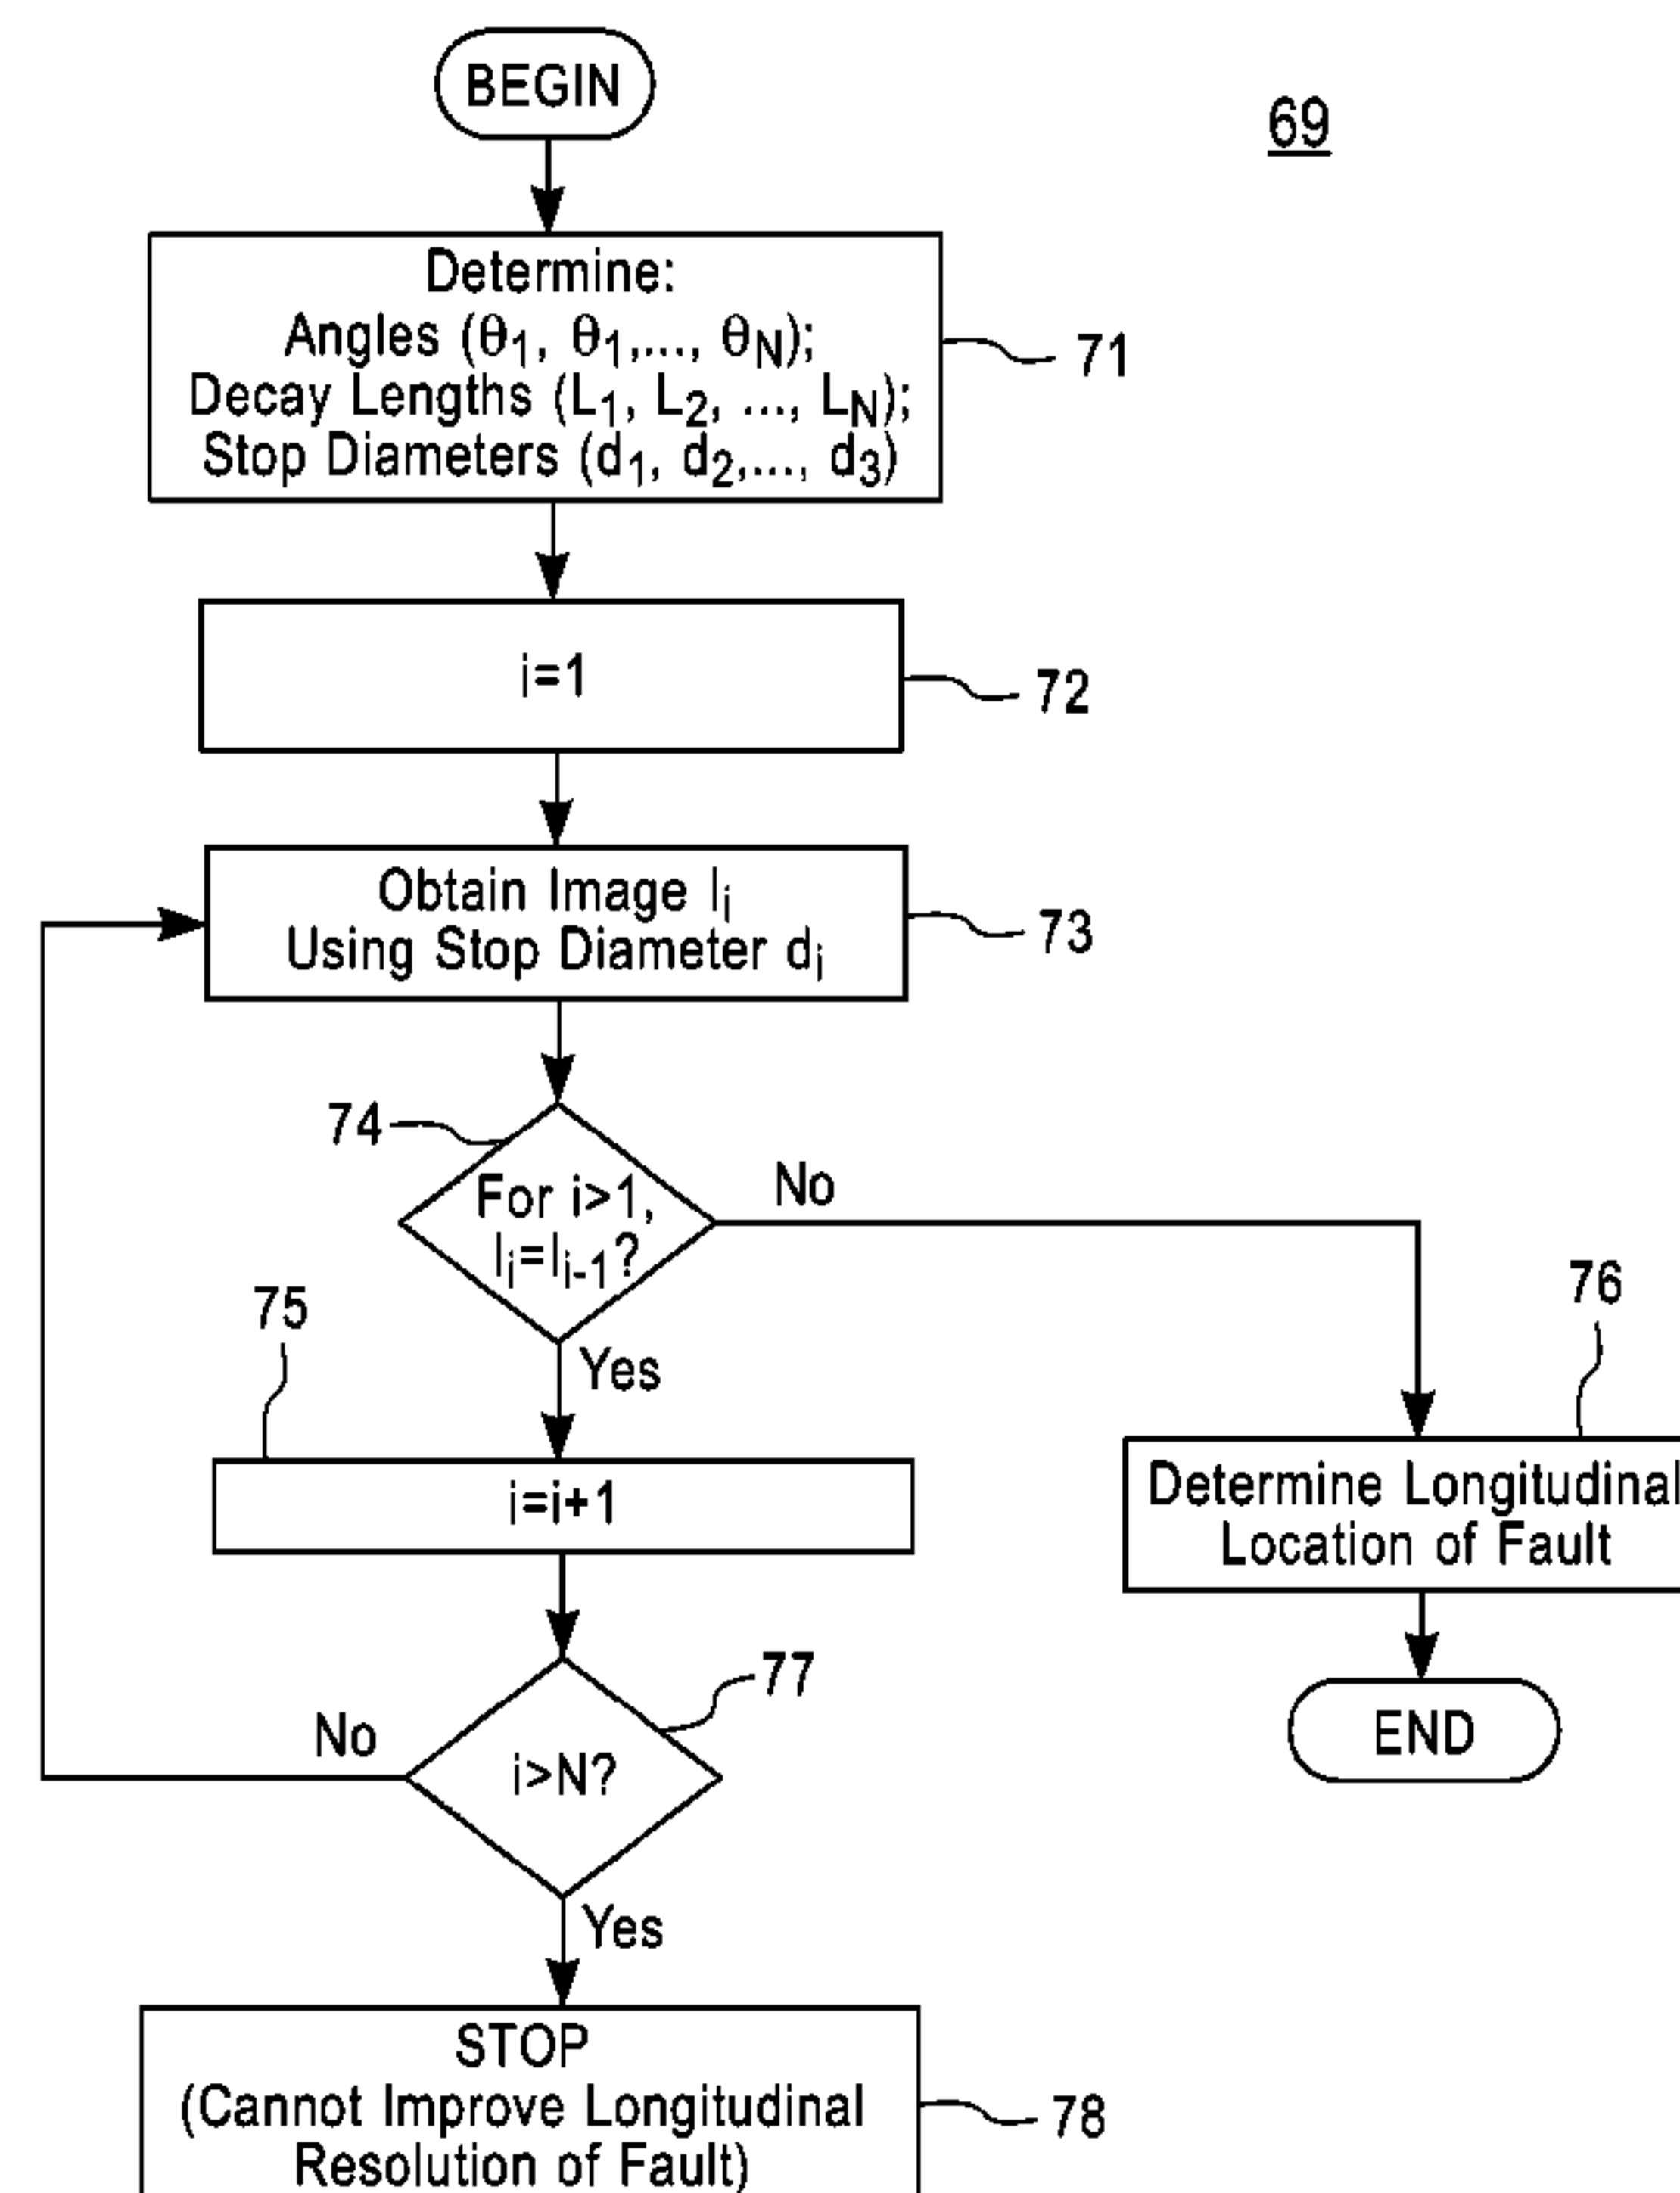 BEGIN
69
Determine:
Angles (θ₁, θ₁,..., θ_N);
Decay Lengths (L₁, L₂, ..., L_N);
Stop Diameters (d₁, d₂,..., d₃)
71
i=1
72
Obtain Image Iᵢ
Using Stop Diameter dᵢ
73
74
For i>1,
Iᵢ=Iᵢ₋₁?
No
Yes
75
i=i+1
76
Determine Longitudinal
Location of Fault
END
77
i>N?
No
Yes
STOP
(Cannot Improve Longitudinal
Resolution of Fault)
78